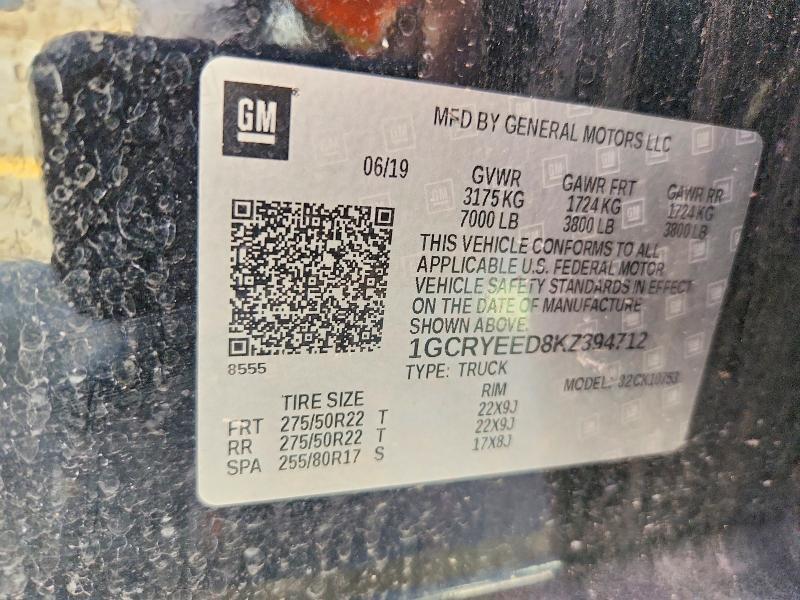 GM
MFD BY GENERAL MOTORS LLC
06/19
GVWR GAWR FRT GAWR RR
3175 KG 1724 KG 1724 KG
7000 LB 3800 LB 3800 LB
THIS VEHICLE CONFORMS TO ALL
APPLICABLE U.S. FEDERAL MOTOR
VEHICLE SAFETY STANDARDS IN EFFECT
ON THE DATE OF MANUFACTURE
SHOWN ABOVE.
1GCRYEED8KZ394712
8555
TYPE: TRUCK MODEL:
TIRE SIZE RIM
FRT 275/50R22 T 22X9J
RR 275/50R22 T 22X9J
SPA 255/80R17 S 17X8J